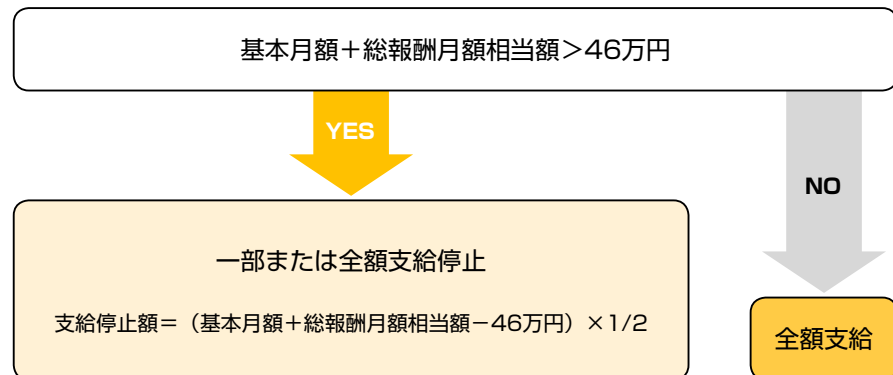 基本月額＋総報酬月額相当額＞46万円
YES
NO
一部または全額支給停止
支給停止額＝（基本月額＋総報酬月額相当額－46万円）×1/2
全額支給